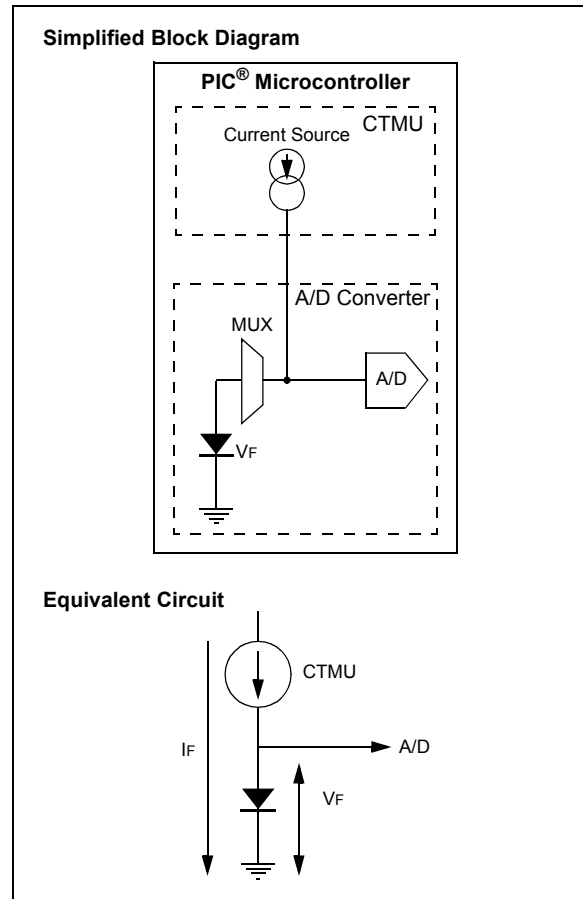 Simplified Block Diagram
PIC® Microcontroller
CTMU
Current Source
A/D Converter
MUX
A/D
VF
Equivalent Circuit
CTMU
IF
A/D
VF